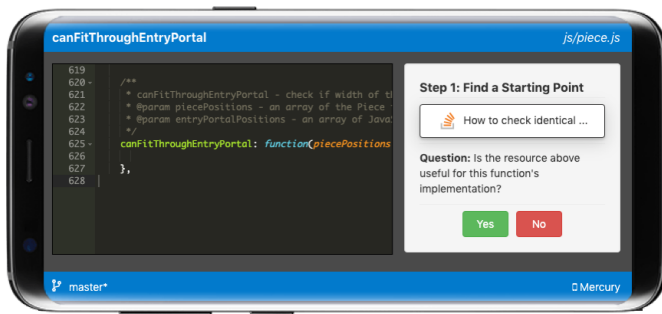 canFitThroughEntryPortal
js/piece.js
619
620 /**
621 * canFitThroughEntryPortal - check if width of t
622 * @param piecePositions - an array of the Piece
623 * @param entryPortalPositions - an array of Java
624 */
625 canFitThroughEntryPortal: function(piecePositions
626
627 },
628
Step 1: Find a Starting Point
How to check identical ...
Question: Is the resource above
useful for this function's
implementation?
Yes
No
master*
Mercury